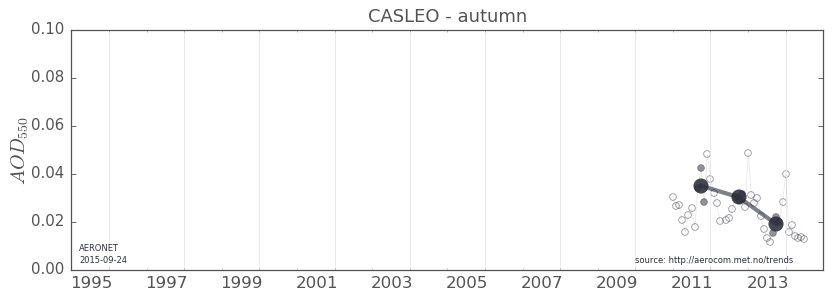 CASLEO - autumn
0.10
0.08
0.06
0.04
0.02
0.00
AOD550
AERONET
2015-09-24
source: http://aerocom.met.no/trends
1995 1997 1999 2001 2003 2005 2007 2009 2011 2013